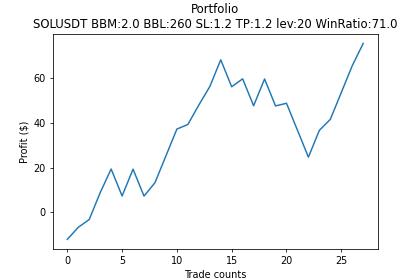 Portfolio
SOLUSDT BBM:2.0 BBL:260 SL:1.2 TP:1.2 lev:20 WinRatio:71.0
Profit ($)
60
40
20
0
0 5 10 15 20 25
Trade counts